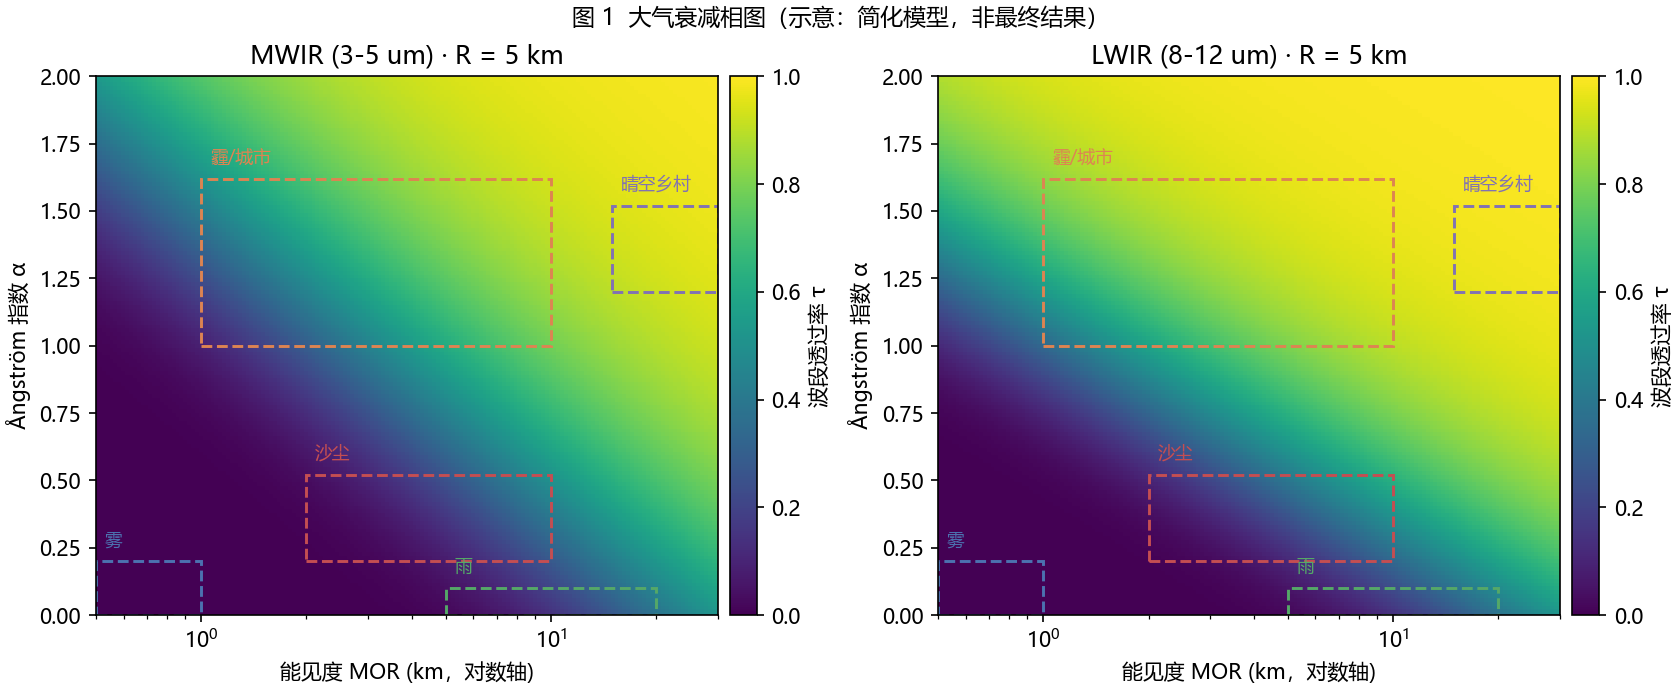 图 1  大气衰减相图（示意：简化模型，非最终结果）
MWIR (3-5 um) · R = 5 km
2.00
1.75
1.50
1.25
1.00
0.75
0.50
0.25
0.00
Ångström 指数 α
霾/城市
晴空乡村
沙尘
雾
雨
10⁰
10¹
能见度 MOR (km，对数轴)
1.0
0.8
0.6
0.4
0.2
0.0
波段透过率 τ
LWIR (8-12 um) · R = 5 km
2.00
1.75
1.50
1.25
1.00
0.75
0.50
0.25
0.00
Ångström 指数 α
霾/城市
晴空乡村
沙尘
雾
雨
10⁰
10¹
能见度 MOR (km，对数轴)
1.0
0.8
0.6
0.4
0.2
0.0
波段透过率 τ